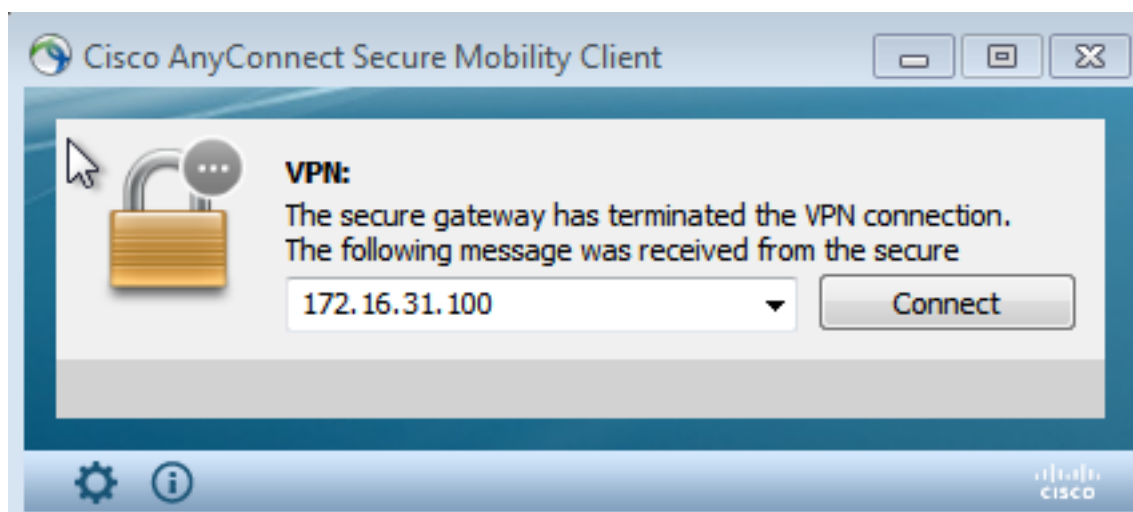 Cisco AnyConnect Secure Mobility Client
VPN:
The secure gateway has terminated the VPN connection.
The following message was received from the secure
172.16.31.100
Connect
CISCO